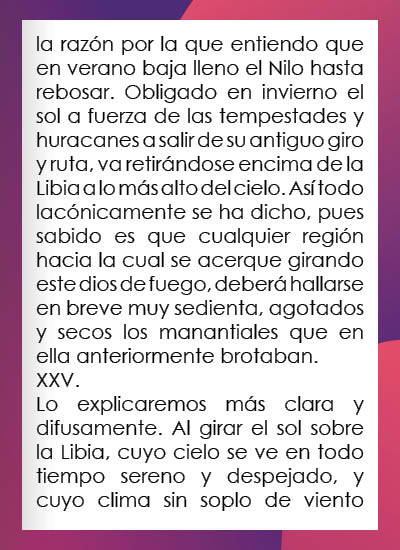 la razón por la que entiendo que
en verano baja lleno el Nilo hasta
rebosar. Obligado en invierno el
sol a fuerza de las tempestades y
huracanes a salir de su antiguo giro
y ruta, va retirándose encima de la
Libia a lo más alto del cielo. Así todo
lacónicamente se ha dicho, pues
sabido es que cualquier región
hacia la cual se acerque girando
este dios de fuego, deberá hallarse
en breve muy sedienta, agotados
y secos los manantiales que en
ella anteriormente brotaban.
XXV.
Lo explicaremos más clara y
difusamente. Al girar el sol sobre
la Libia, cuyo cielo se ve en todo
tiempo sereno y despejado, y
cuyo clima sin soplo de viento